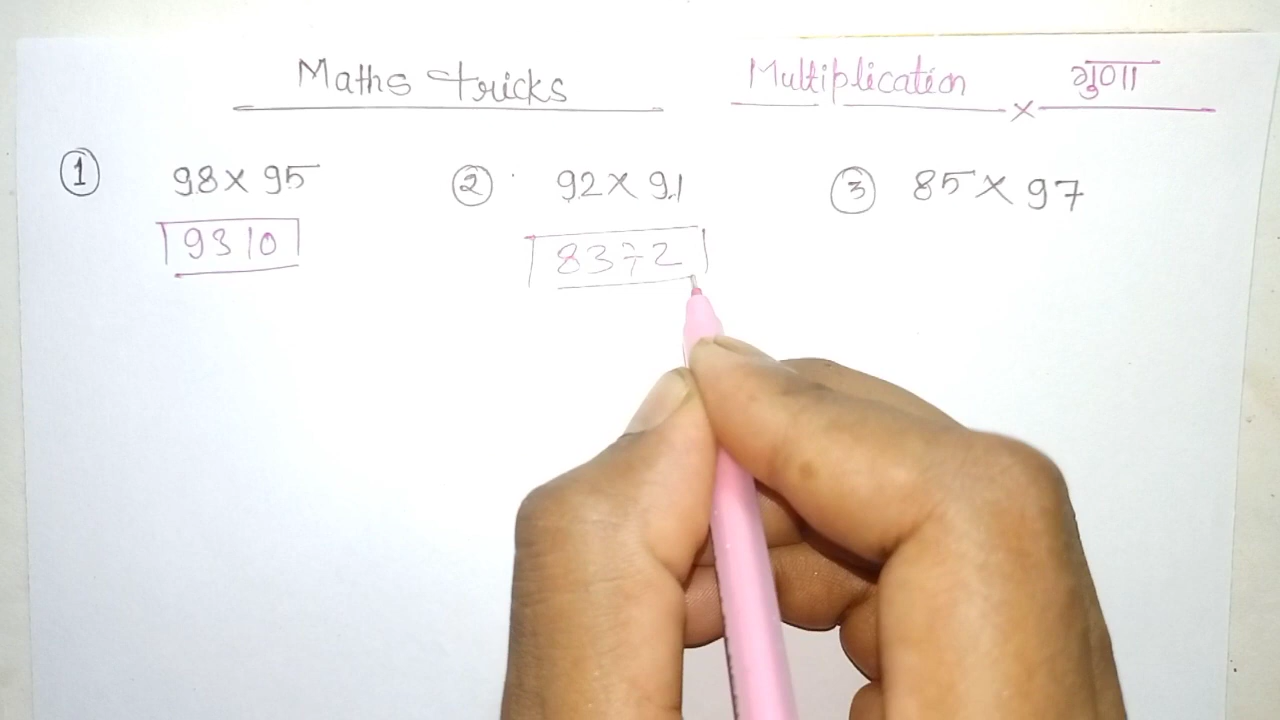 Maths Tricks Multiplication × गुणा
① 98 × 95 ② 92 × 91 ③ 85 × 97
9310 8372